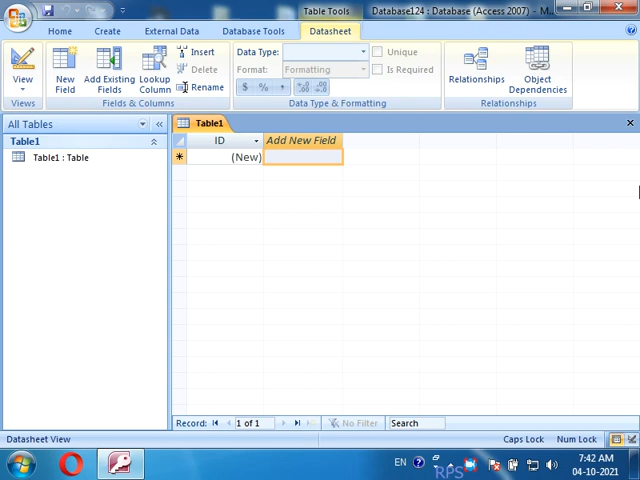 Table Tools
Database124 : Database (Access 2007) - M...
Home Create External Data Database Tools Datasheet
View
New Field
Add Existing Fields
Lookup Column
Insert
Delete
Rename
Data Type:
Format: Formatting
$ % ,
Unique
Is Required
Relationships
Object Dependencies
Views
Fields & Columns
Data Type & Formatting
Relationships
All Tables
Table1
Table1 : Table
Table1
ID Add New Field
(New)
Record: 1 of 1 No Filter Search
Datasheet View
Caps Lock Num Lock
EN
RPS
7:42 AM
04-10-2021